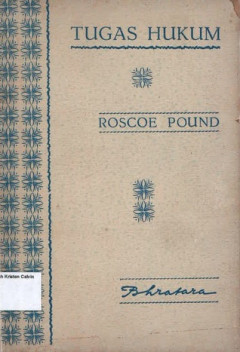 TUGAS HUKUM
ROSCOE POUND
Bhratara